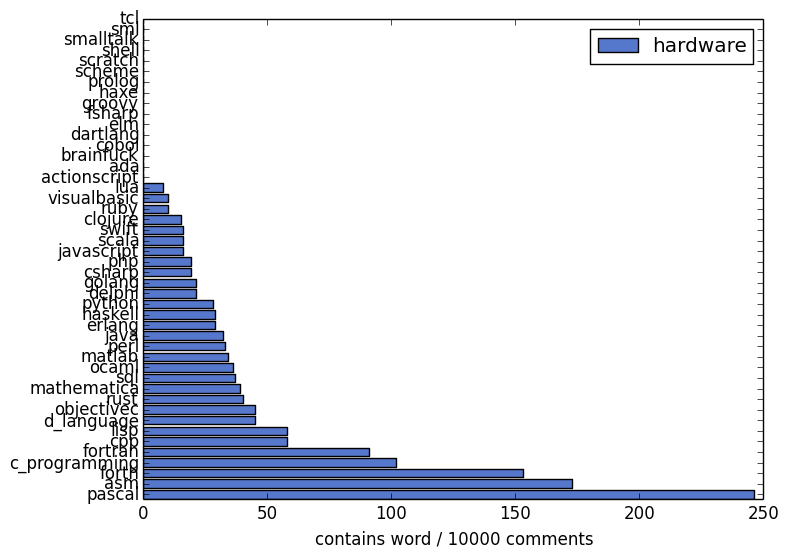 tcl
sml
smalltalk
shell
scratch
scheme
prolog
haxe
groovy
fsharp
elm
dartlang
cobol
brainfuck
ada
actionscript
lua
visualbasic
ruby
clojure
swift
scala
javascript
php
csharp
golang
delphi
python
haskell
erlang
java
perl
matlab
ocaml
sql
mathematica
rust
objectivec
d_language
lisp
cpp
fortran
c_programming
forth
asm
pascal
hardware
0 50 100 150 200 250
contains word / 10000 comments